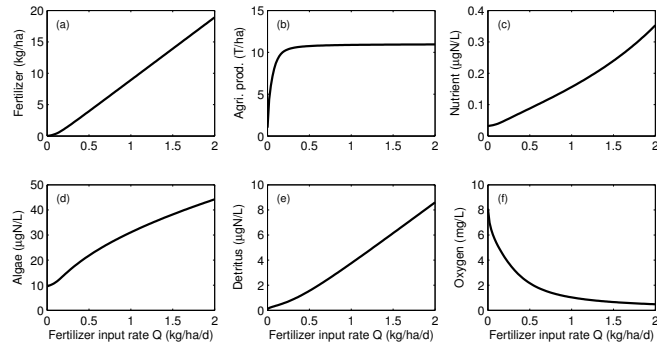 (a)
Fertilizer (kg/ha)
20
15
10
5
0
0 0.5 1 1.5 2
(b)
Agri. prod. (T/ha)
15
10
5
0
0 0.5 1 1.5 2
(c)
Nutrient (µgN/L)
0.4
0.3
0.2
0.1
0
0 0.5 1 1.5 2
(d)
Algae (µgN/L)
50
40
30
20
10
0
0 0.5 1 1.5 2
Fertilizer input rate Q (kg/ha/d)
(e)
Detritus (µgN/L)
10
8
6
4
2
0
0 0.5 1 1.5 2
Fertilizer input rate Q (kg/ha/d)
(f)
Oxygen (mg/L)
10
8
6
4
2
0
0 0.5 1 1.5 2
Fertilizer input rate Q (kg/ha/d)